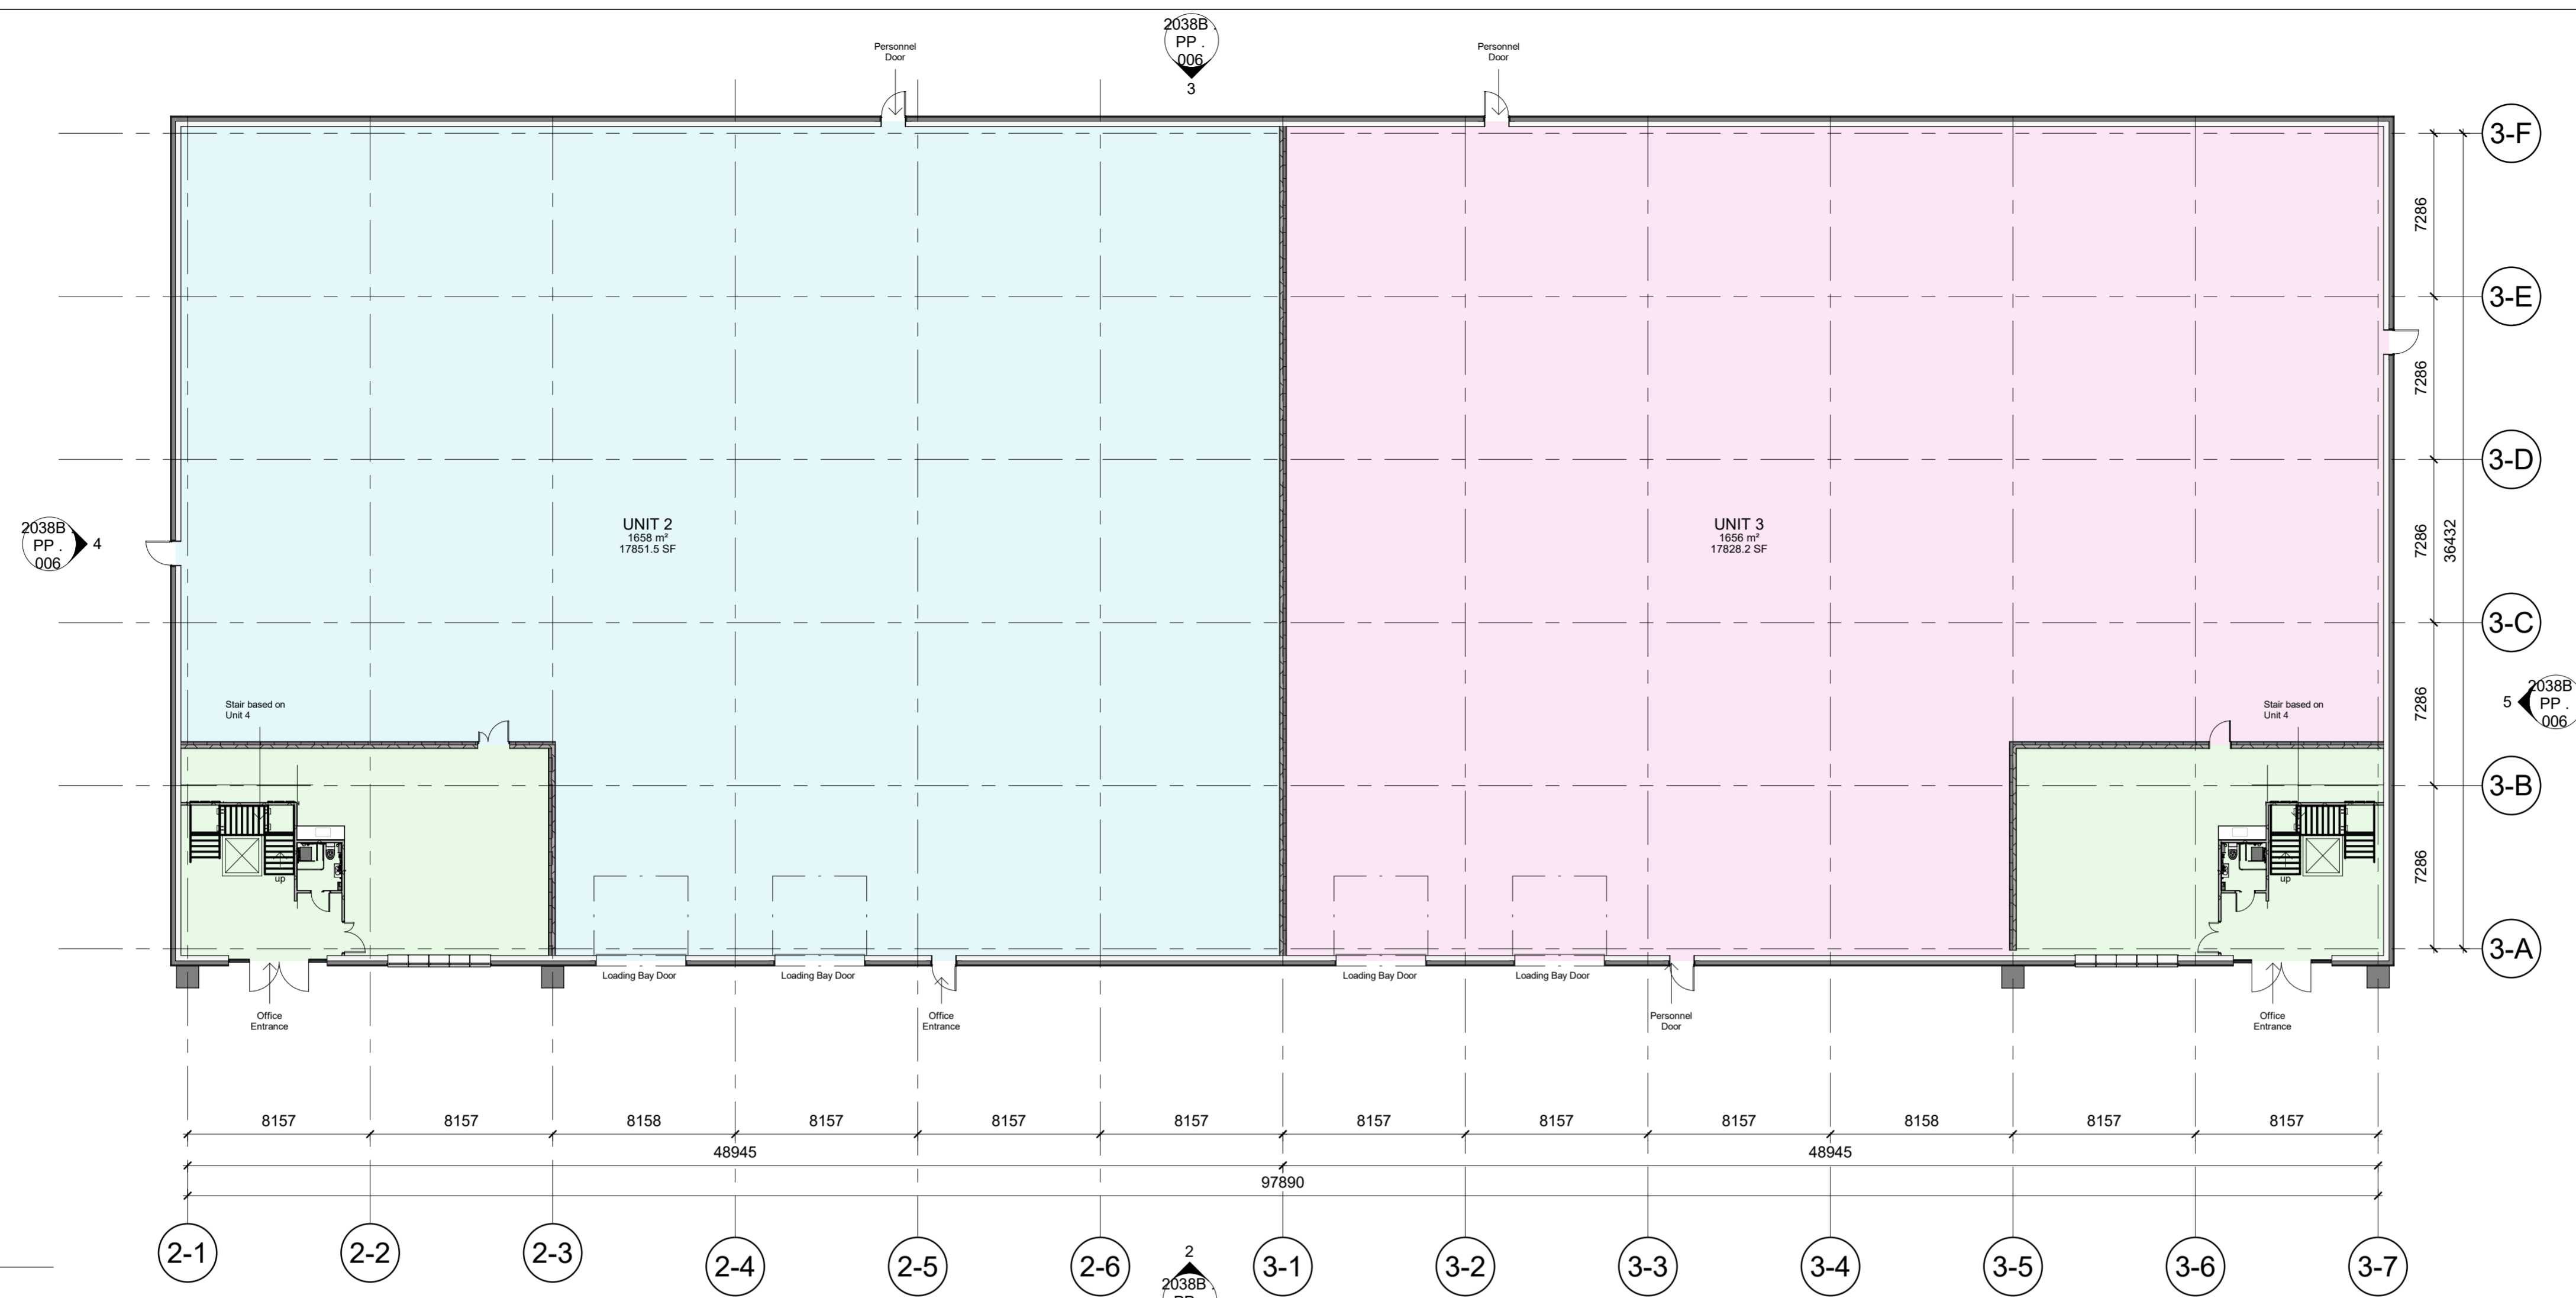 2038B .
PP .
006
3
Personnel
Door
Personnel
Door
3-F
7286
3-E
7286
3-D
2038B .
PP .
006
4
UNIT 2
1658 m²
17851.5 SF
UNIT 3
1656 m²
17828.2 SF
7286
36432
3-C
Stair based on
Unit 4
Stair based on
Unit 4
7286
5
2038B
PP .
006
3-B
up
up
7286
3-A
Loading Bay Door
Loading Bay Door
Loading Bay Door
Loading Bay Door
Office
Entrance
Office
Entrance
Personnel
Door
Office
Entrance
8157
8157
8158
8157
8157
8157
8157
8157
8157
8158
8157
8157
48945
48945
97890
2-1
2-2
2-3
2-4
2-5
2-6
3-1
3-2
3-3
3-4
3-5
3-6
3-7
2
2038B .